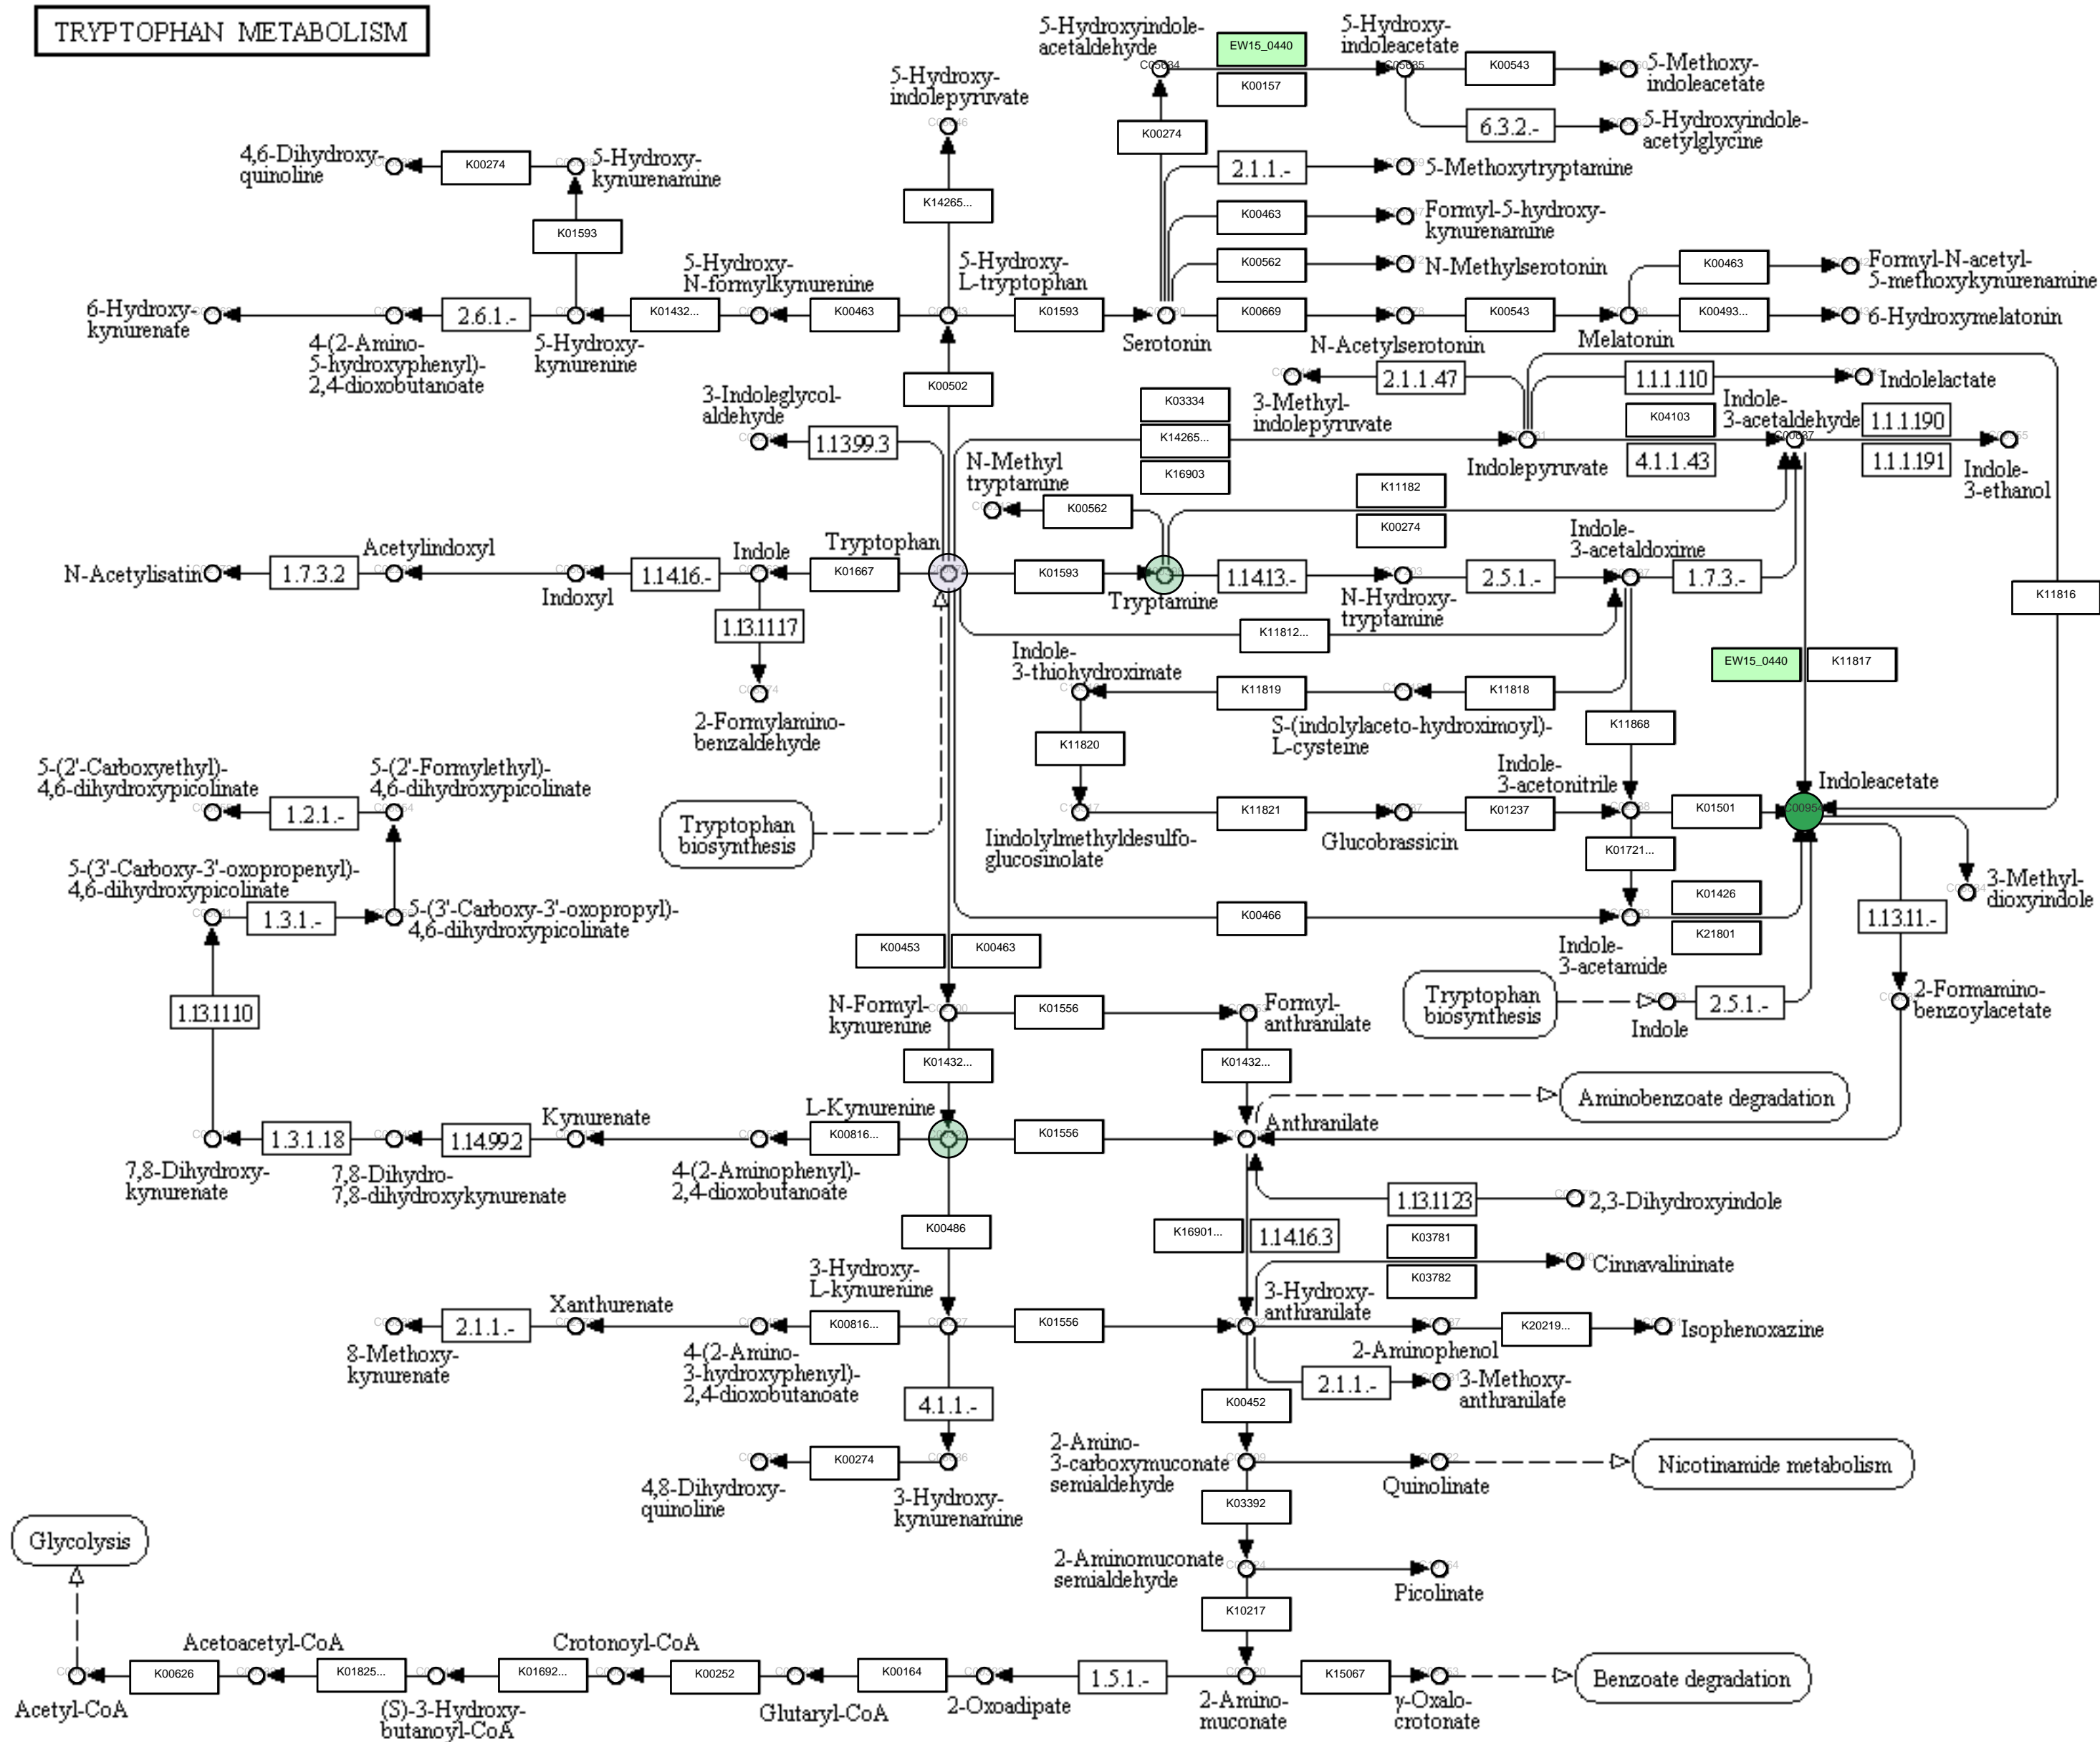 TRYPTOPHAN METABOLISM
5-Hydroxyindole-
acetaldehyde
EW15_0440
K00157
5-Hydroxy-
indoleacetate
K00543
5-Methoxy-
indoleacetate
6.3.2.-
5-Hydroxyindole-
acetylglycine
5-Hydroxy-
indolepyruvate
K00274
2.1.1.-
5-Methoxytryptamine
4,6-Dihydroxy-
quinoline
K00274
5-Hydroxy-
kynurenamine
K14265...
K00463
Formyl-5-hydroxy-
kynurenamine
K01593
K00562
N-Methylserotonin
K00463
Formyl-N-acetyl-
5-methoxykynurenamine
5-Hydroxy-
N-formylkynurenine
5-Hydroxy-
L-tryptophan
6-Hydroxy-
kynurenate
2.6.1.-
K01432...
K00463
K01593
K00669
K00543
K00493...
6-Hydroxymelatonin
4-(2-Amino-
5-hydroxyphenyl)-
2,4-dioxobutanoate
5-Hydroxy-
kynurenine
Serotonin
N-Acetylserotonin
Melatonin
K00502
2.1.1.47
1.1.1.110
Indolelactate
3-Indoleglycol-
aldehyde
1.13.99.3
K03334
K14265...
K16903
3-Methyl-
indolepyruvate
K04103
4.1.1.43
Indole-
3-acetaldehyde
1.1.1.190
1.1.1.191
Indolepyruvate
Indole-
3-ethanol
N-Methyl
tryptamine
K00562
K11182
K00274
Tryptophan
Indole-
3-acetaldoxime
N-Acetylisatin
1.7.3.2
Acetylindoxyl
Indoxyl
1.14.16.-
Indole
K01667
K01593
Tryptamine
1.14.13.-
N-Hydroxy-
tryptamine
2.5.1.-
1.7.3.-
K11816
1.13.11.17
K11812...
Indole-
3-thiohydroximate
EW15_0440
K11817
2-Formylamino-
benzaldehyde
K11819
K11818
S-(indolylaceto-hydroximoyl)-
L-cysteine
K11820
K11868
5-(2'-Carboxyethyl)-
4,6-dihydroxypicolinate
5-(2'-Formylethyl)-
4,6-dihydroxypicolinate
1.2.1.-
Tryptophan
biosynthesis
Indole-
3-acetonitrile
Indoleacetate
C00954
K11821
K01237
K01501
Iindolylmethyldesulfo-
glucosinolate
Glucobrassicin
K01721...
5-(3'-Carboxy-3'-oxopropenyl)-
4,6-dihydroxypicolinate
1.3.1.-
5-(3'-Carboxy-3'-oxopropyl)-
4,6-dihydroxypicolinate
K00466
K01426
K21801
3-Methyl-
dioxyindole
1.13.11.-
K00453
K00463
Indole-
3-acetamide
1.13.11.10
N-Formyl-
kynurenine
K01556
Formyl-
anthranilate
Tryptophan
biosynthesis
Indole
2.5.1.-
2-Formamino-
benzoylacetate
K01432...
K01432...
Aminobenzoate degradation
1.3.1.18
1.14.99.2
Kynurenate
K00816...
L-Kynurenine
K01556
Anthranilate
7,8-Dihydroxy-
kynurenate
7,8-Dihydro-
7,8-dihydroxykynurenate
4-(2-Aminophenyl)-
2,4-dioxobutanoate
1.13.11.23
2,3-Dihydroxyindole
K00486
K16901...
1.14.16.3
K03781
K03782
Cinnavalininate
3-Hydroxy-
L-kynurenine
3-Hydroxy-
anthranilate
2.1.1.-
Xanthurenate
K00816...
K01556
K20219...
Isophenoxazine
8-Methoxy-
kynurenate
4-(2-Amino-
3-hydroxyphenyl)-
2,4-dioxobutanoate
2-Aminophenol
2.1.1.-
3-Methoxy-
anthranilate
4.1.1.-
K00452
K00274
4,8-Dihydroxy-
quinoline
3-Hydroxy-
kynurenamine
2-Amino-
3-carboxymuconate
semialdehyde
Quinolinate
Nicotinamide metabolism
K03392
Glycolysis
2-Aminomuconate
semialdehyde
Picolinate
K10217
Acetyl-CoA
K00626
Acetoacetyl-CoA
K01825...
(S)-3-Hydroxy-
butanoyl-CoA
K01692...
Crotonoyl-CoA
K00252
Glutaryl-CoA
K00164
2-Oxoadipate
1.5.1.-
2-Amino-
muconate
K15067
γ-Oxalo-
crotonate
Benzoate degradation